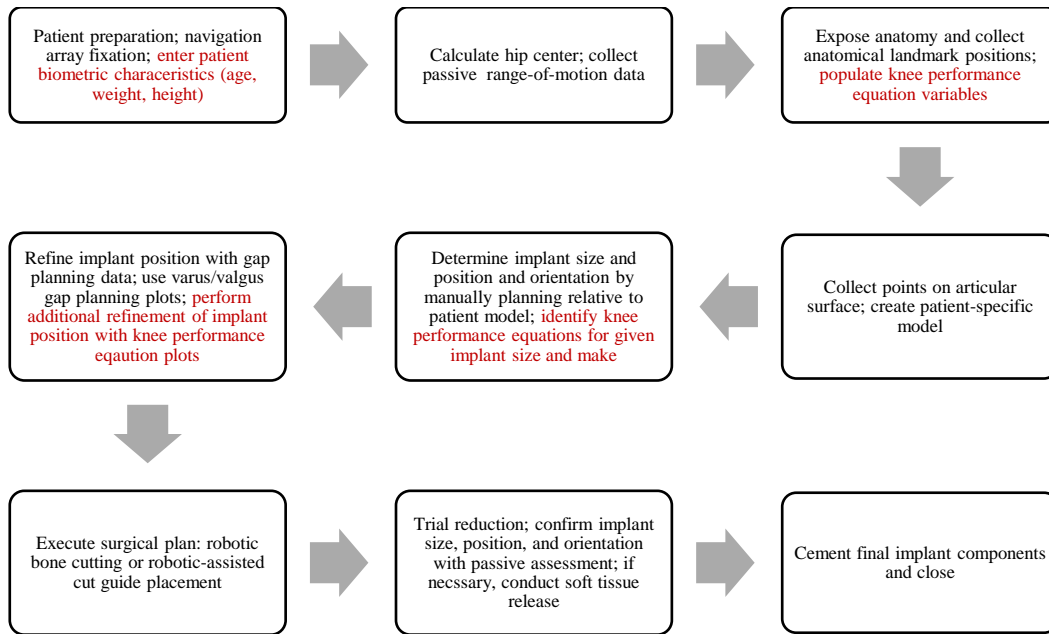 Patient preparation; navigation
array fixation; enter patient
biometric characeristics (age,
weight, height)
Calculate hip center; collect
passive range-of-motion data
Expose anatomy and collect
anatomical landmark positions;
populate knee performance
equation variables
Collect points on articular
surface; create patient-specific
model
Determine implant size and
position and orientation by
manually planning relative to
patient model; identify knee
performance equations for given
implant size and make
Refine implant position with gap
planning data; use varus/valgus
gap planning plots; perform
additional refinement of implant
position with knee performance
eqaution plots
Execute surgical plan: robotic
bone cutting or robotic-assisted
cut guide placement
Trial reduction; confirm implant
size, position, and orientation
with passive assessment; if
necssary, conduct soft tissue
release
Cement final implant components
and close